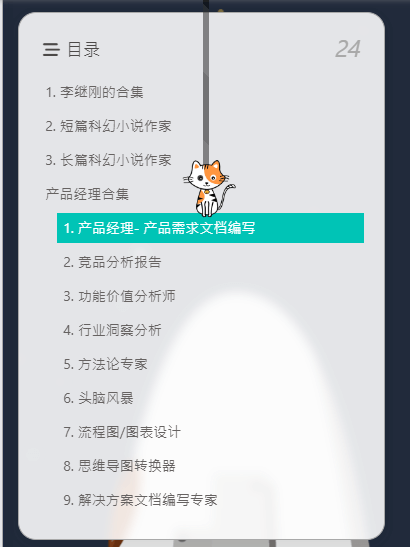 目录
24
1. 李继刚的合集
2. 短篇科幻小说作家
3. 长篇科幻小说作家
产品经理合集
1. 产品经理- 产品需求文档编写
2. 竞品分析报告
3. 功能价值分析师
4. 行业洞察分析
5. 方法论专家
6. 头脑风暴
7. 流程图/图表设计
8. 思维导图转换器
9. 解决方案文档编写专家